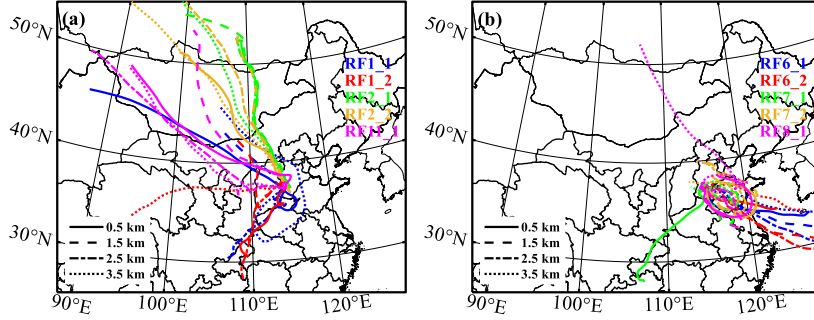 (a)
50°N
40°N
30°N
RF1_1
RF1_2
RF2_1
RF2_2
RF11_1
0.5 km
1.5 km
2.5 km
3.5 km
90°E
100°E
110°E
120°E
(b)
50°N
40°N
30°N
RF6_1
RF6_2
RF7_1
RF7_2
RF8_1
0.5 km
1.5 km
2.5 km
3.5 km
90°E
100°E
110°E
120°E